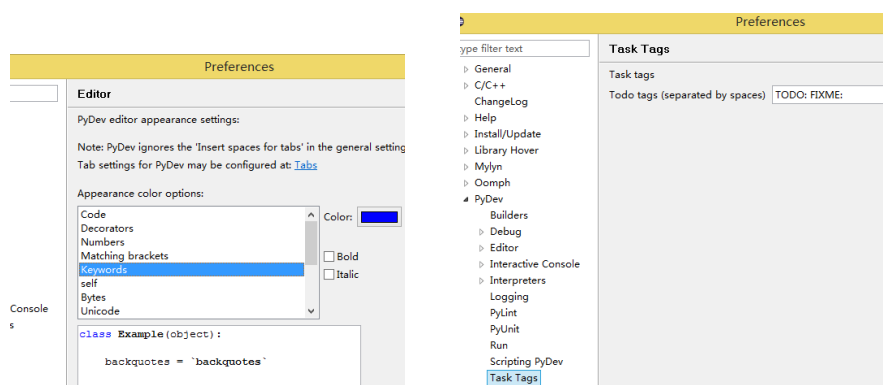 Preferences
Editor
PyDev editor appearance settings:
Note: PyDev ignores the 'Insert spaces for tabs' in the general setting
Tab settings for PyDev may be configured at: Tabs
Appearance color options:
Code
Decorators
Numbers
Matching brackets
Keywords
self
Bytes
Unicode
Color:
Bold
Italic
Console
s
class Example(object):
backquotes = `backquotes`
Preferences
type filter text
General
C/C++
ChangeLog
Help
Install/Update
Library Hover
Mylyn
Oomph
PyDev
Builders
Debug
Editor
Interactive Console
Interpreters
Logging
PyLint
PyUnit
Run
Scripting PyDev
Task Tags
Task Tags
Task tags
Todo tags (separated by spaces) TODO: FIXME: